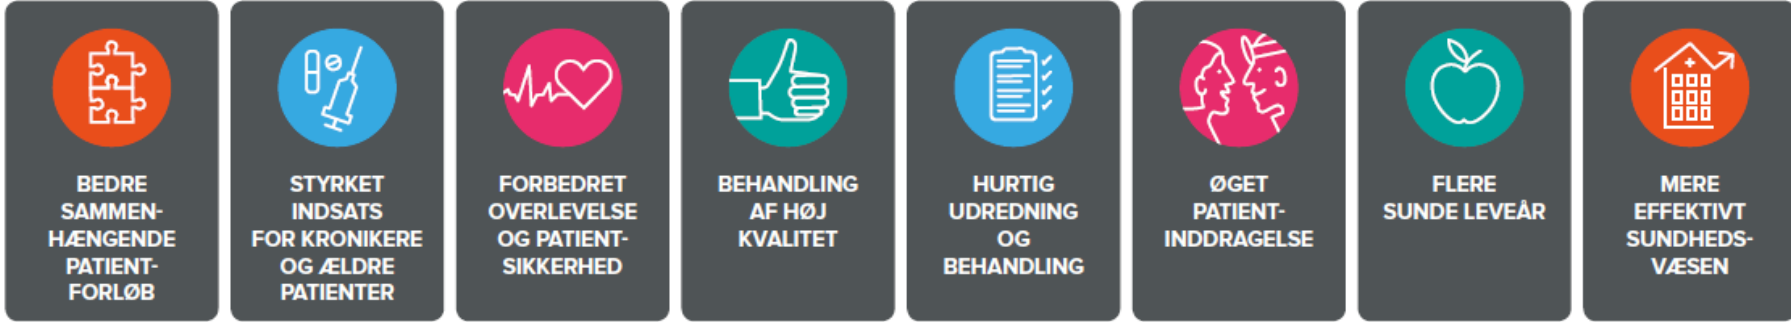 BEDRE
SAMMEN-
HÆNGENDE
PATIENT-
FORLØB
STYRKET
INDSATS
FOR KRONIKERE
OG ÆLDRE
PATIENTER
FORBEDRET
OVERLEVELSE
OG PATIENT-
SIKKERHED
BEHANDLING
AF HØJ
KVALITET
HURTIG
UDREDNING
OG
BEHANDLING
ØGET
PATIENT-
INDDRAGELSE
FLERE
SUNDE LEVEÅR
MERE
EFFEKTIVT
SUNDHEDS-
VÆSEN